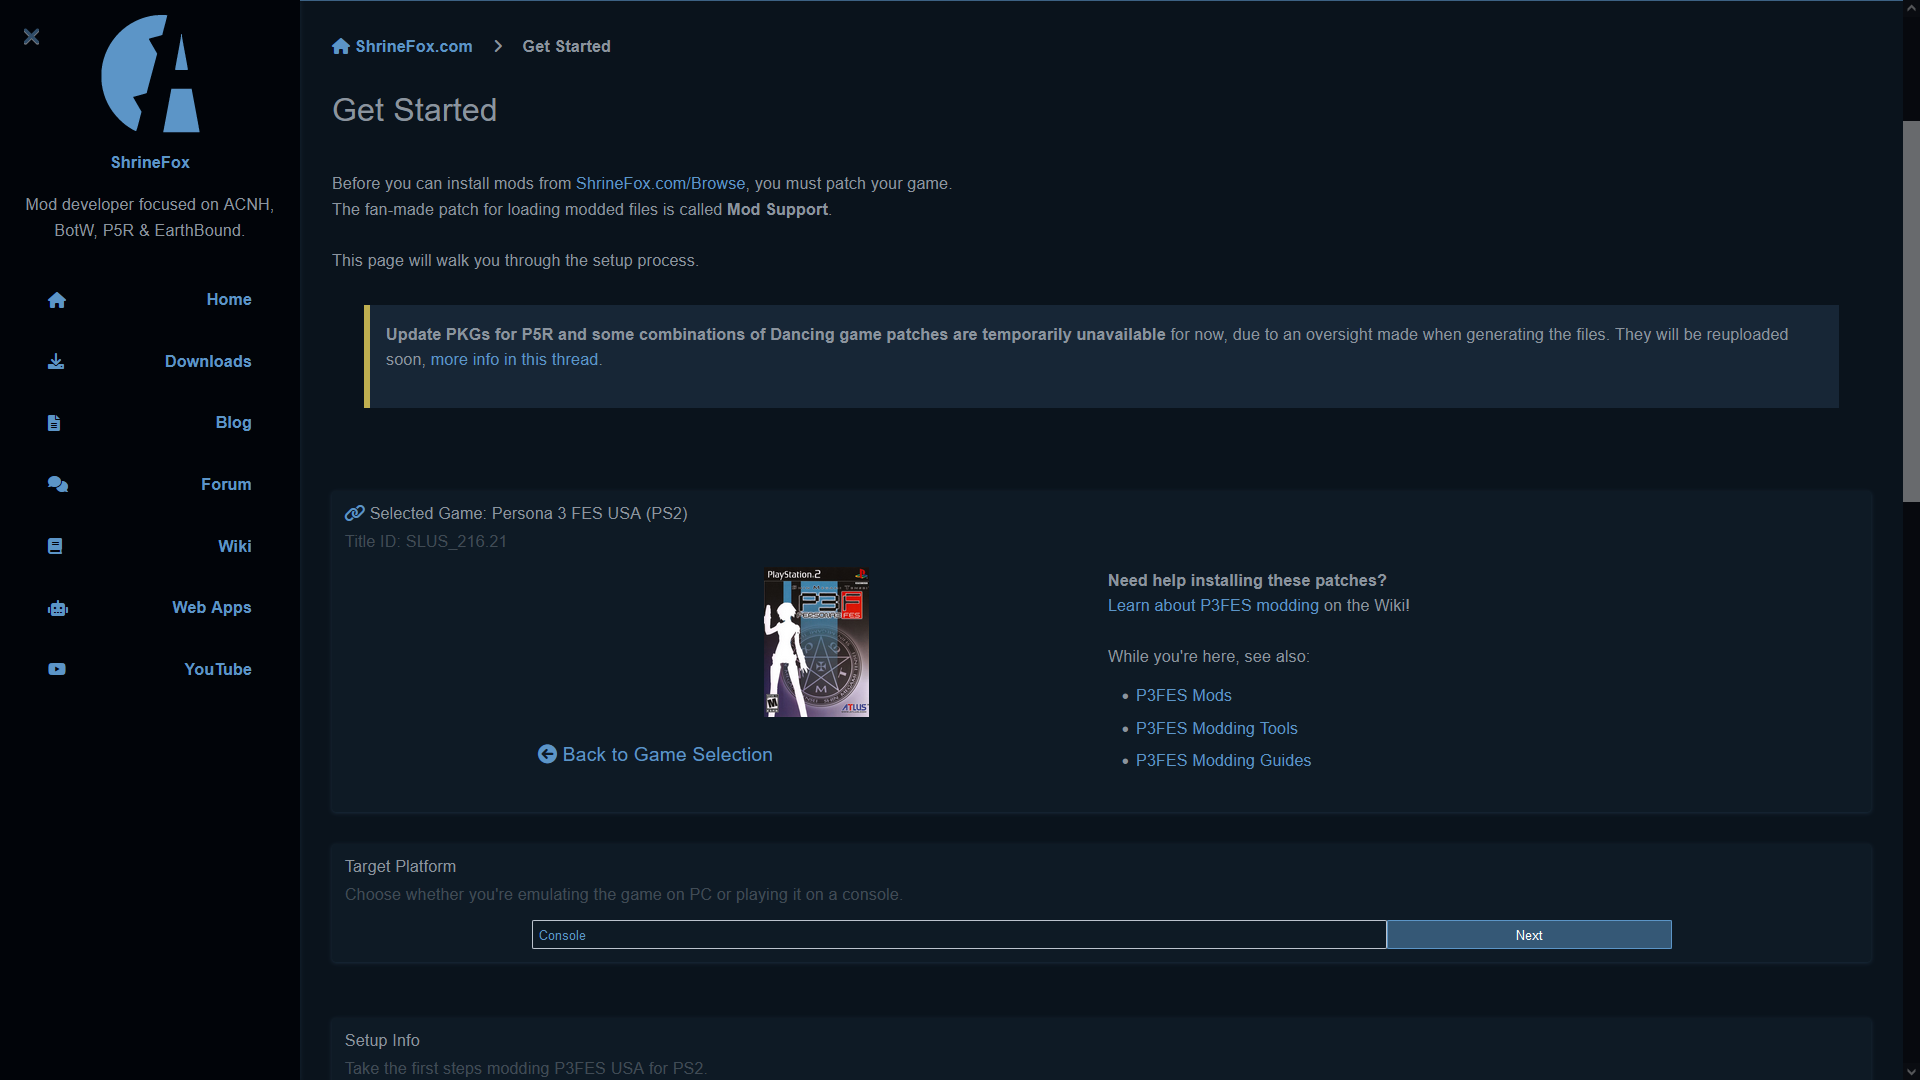 ShrineFox
Mod developer focused on ACNH,
BotW, P5R & EarthBound.
Home
Downloads
Blog
Forum
Wiki
Web Apps
YouTube
ShrineFox.com
Get Started
Get Started
Before you can install mods from ShrineFox.com/Browse, you must patch your game.
The fan-made patch for loading modded files is called Mod Support.
This page will walk you through the setup process.
Update PKGs for P5R and some combinations of Dancing game patches are temporarily unavailable for now, due to an oversight made when generating the files. They will be reuploaded
soon, more info in this thread.
Selected Game: Persona 3 FES USA (PS2)
Title ID: SLUS_216.21
PlayStation 2
P3F
FES
M
ATLUS
Back to Game Selection
Need help installing these patches?
Learn about P3FES modding on the Wiki!
While you're here, see also:
P3FES Mods
P3FES Modding Tools
P3FES Modding Guides
Target Platform
Choose whether you're emulating the game on PC or playing it on a console.
Console
Next
Setup Info
Take the first steps modding P3FES USA for PS2.